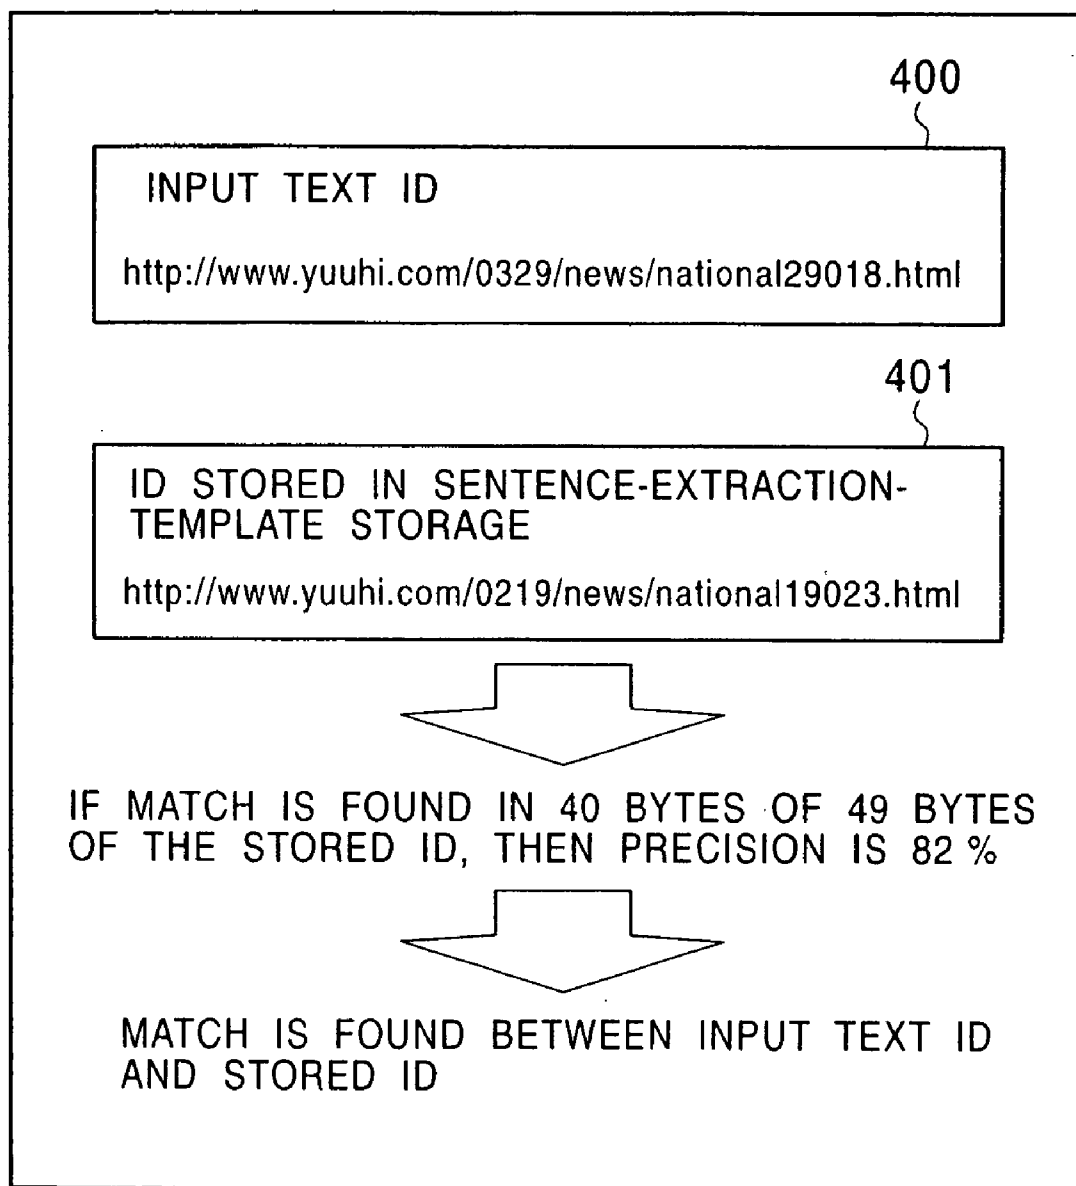 400
INPUT TEXT ID
http://www.yuuhi.com/0329/news/national29018.html
401
ID STORED IN SENTENCE-EXTRACTION-
TEMPLATE STORAGE
http://www.yuuhi.com/0219/news/national19023.html
IF MATCH IS FOUND IN 40 BYTES OF 49 BYTES
OF THE STORED ID, THEN PRECISION IS 82 %
MATCH IS FOUND BETWEEN INPUT TEXT ID
AND STORED ID